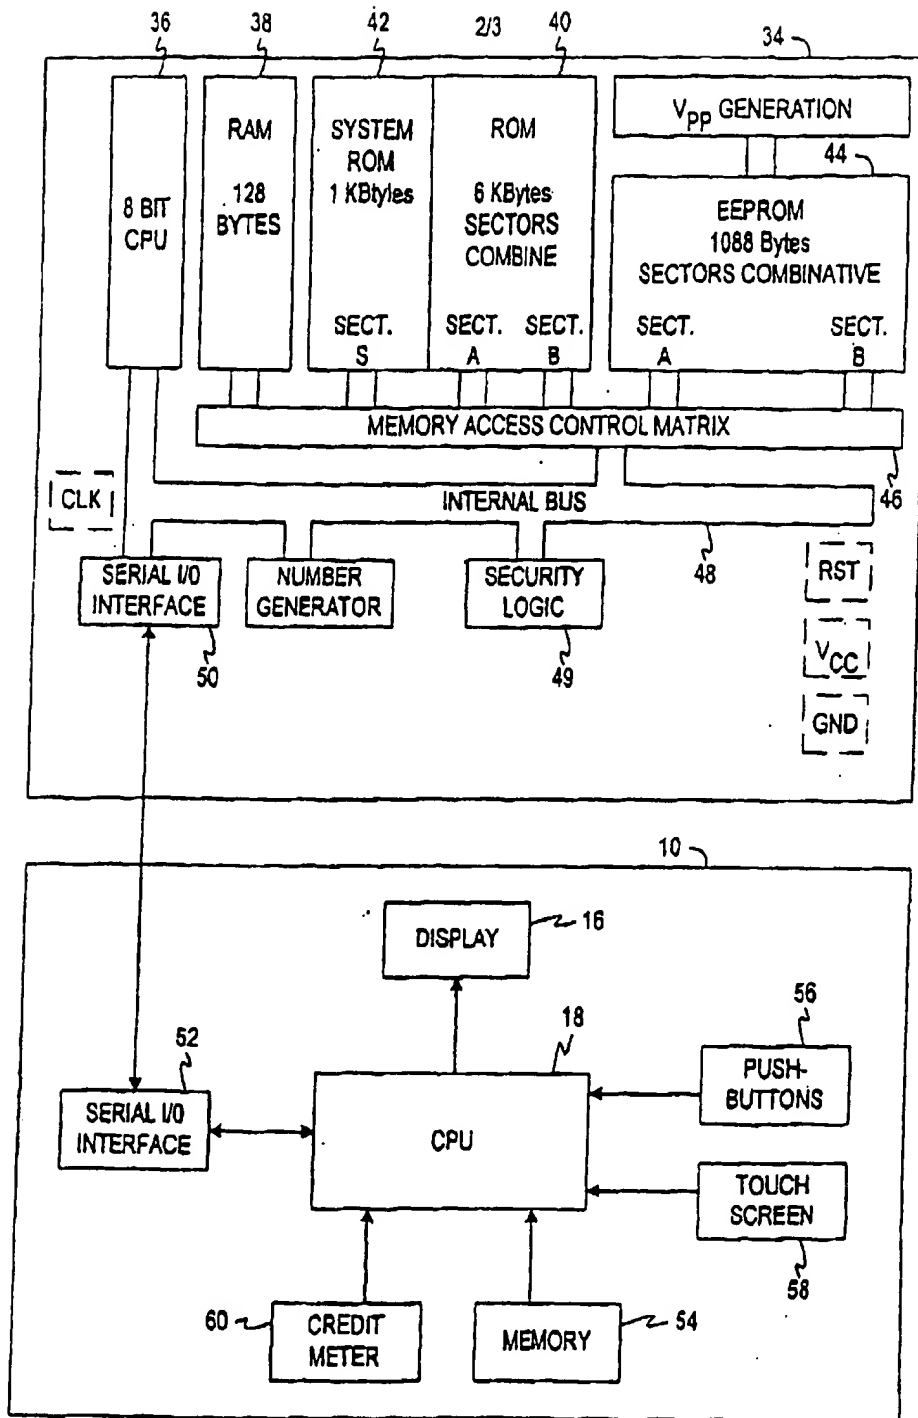 36
38
42
2/3
40
34
8 BIT
CPU
RAM
128
BYTES
SYSTEM
ROM
1 KBtyles
SECT.
S
ROM
6 KBytes
SECTORS
COMBINE
SECT.
A
SECT.
B
VPP GENERATION
44
EEPROM
1088 Bytes
SECTORS COMBINATIVE
SECT.
A
SECT.
B
MEMORY ACCESS CONTROL MATRIX
46
CLK
INTERNAL BUS
48
SERIAL I/0
INTERFACE
50
NUMBER
GENERATOR
SECURITY
LOGIC
49
RST
VCC
GND
10
DISPLAY
16
18
CPU
52
SERIAL I/0
INTERFACE
56
PUSH-
BUTTONS
TOUCH
SCREEN
58
60
CREDIT
METER
MEMORY
54